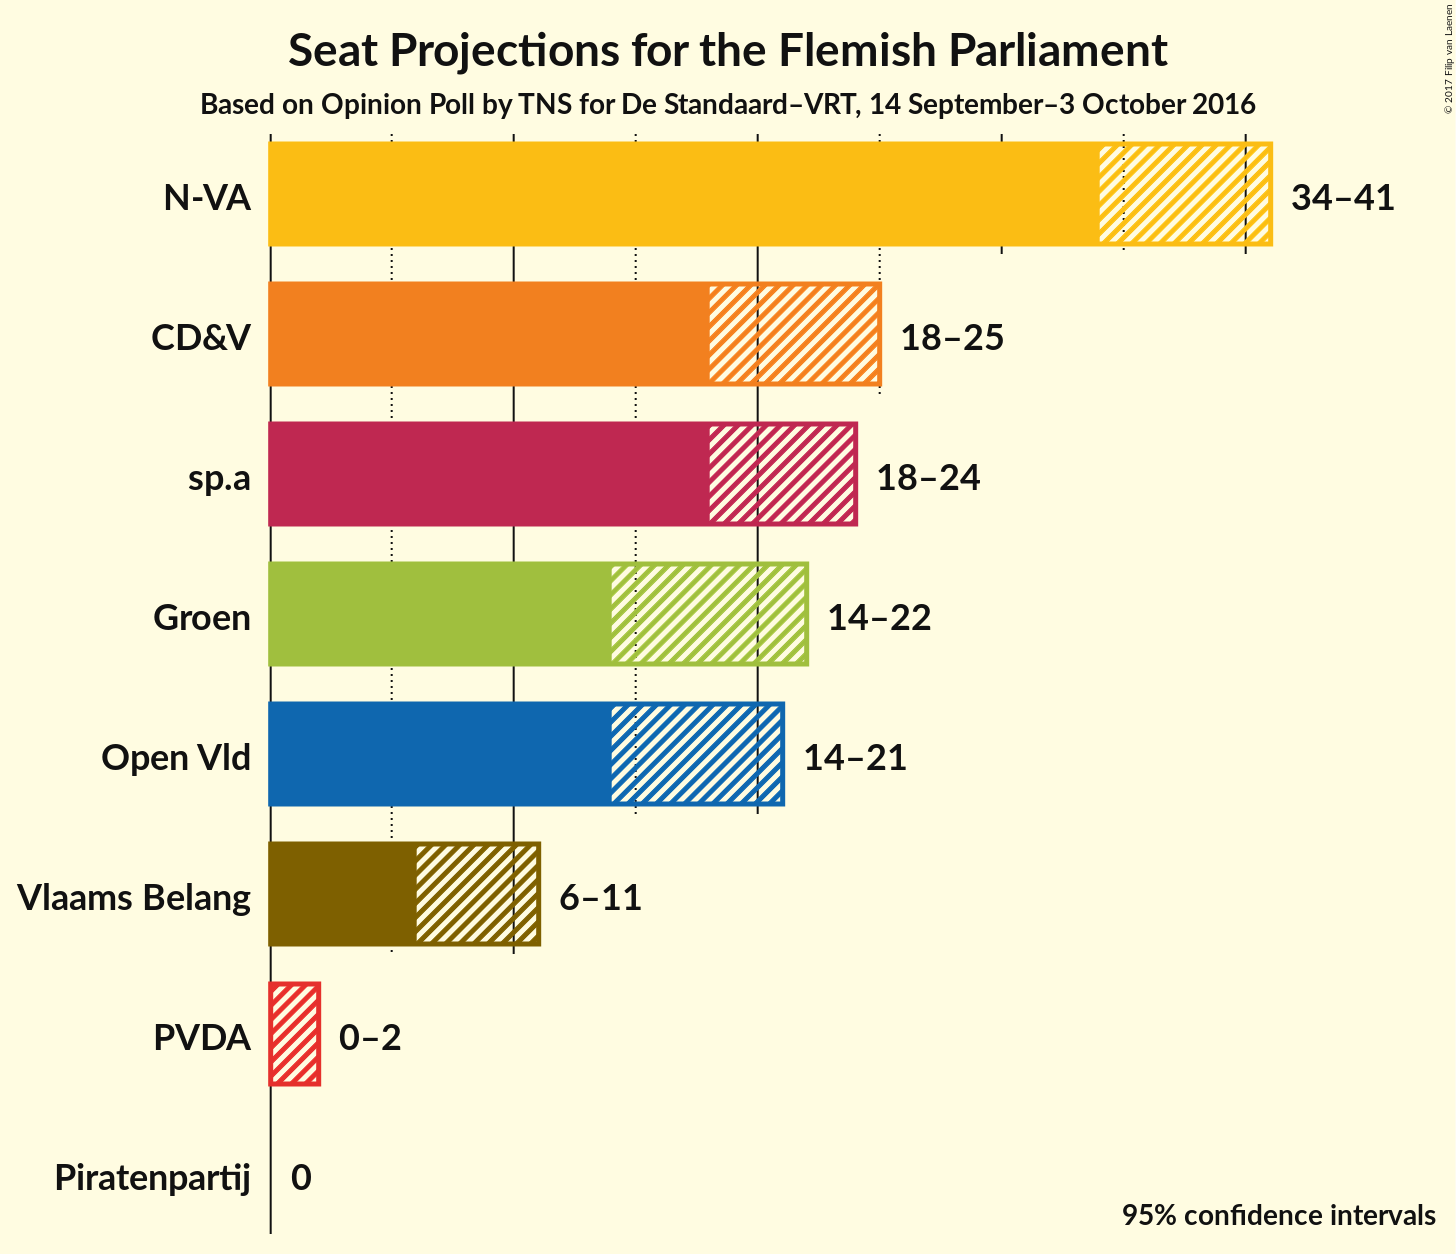 Seat Projections for the Flemish Parliament
Based on Opinion Poll by TNS for De Standaard–VRT, 14 September–3 October 2016
© 2017 Filip van Laenen
N-VA 34–41
CD&V 18–25
sp.a 18–24
Groen 14–22
Open Vld 14–21
Vlaams Belang 6–11
PVDA 0–2
Piratenpartij 0
95% confidence intervals